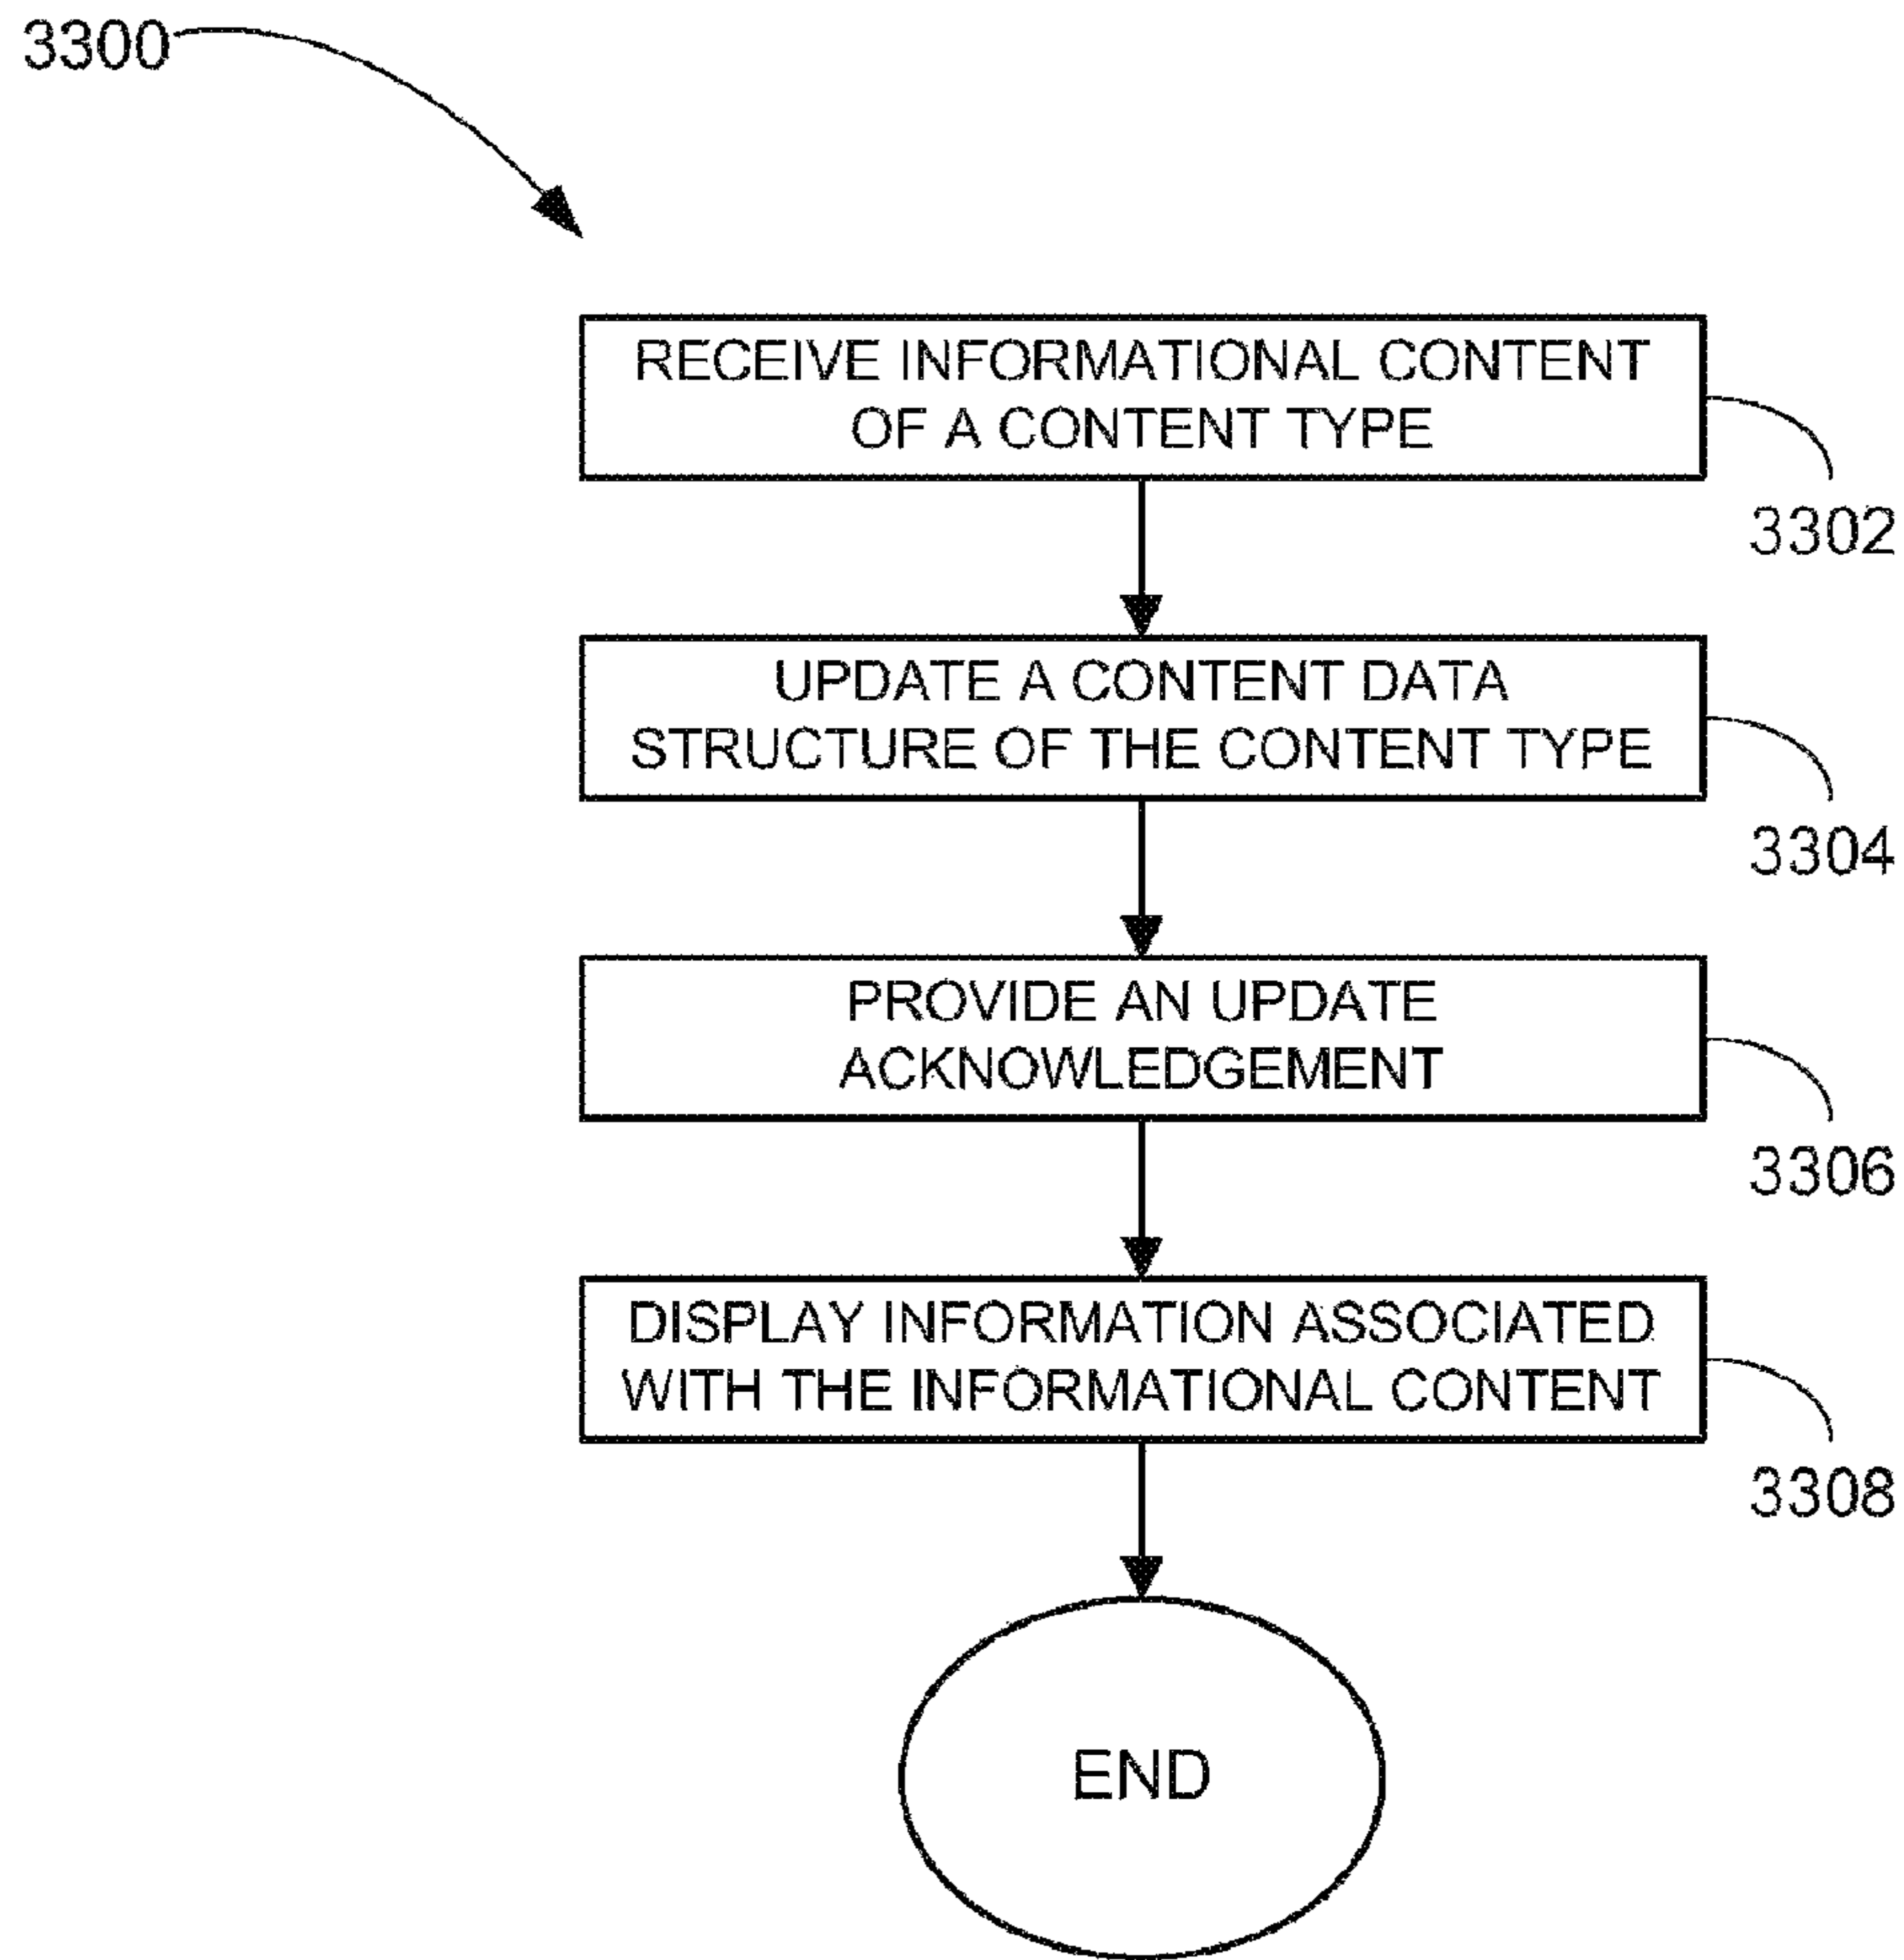 3300
RECEIVE INFORMATIONAL CONTENT
OF A CONTENT TYPE
3302
UPDATE A CONTENT DATA
STRUCTURE OF THE CONTENT TYPE
3304
PROVIDE AN UPDATE
ACKNOWLEDGEMENT
3306
DISPLAY INFORMATION ASSOCIATED
WITH THE INFORMATIONAL CONTENT
3308
END